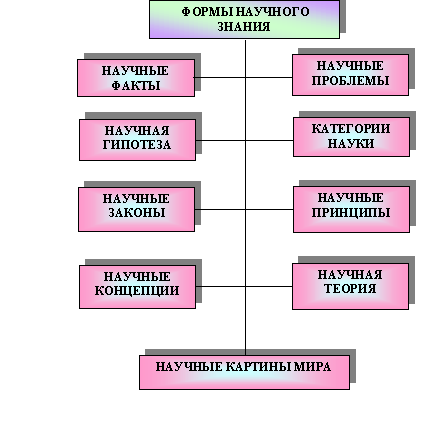 ФОРМЫ НАУЧНОГО
ЗНАНИЯ
НАУЧНЫЕ
ФАКТЫ
НАУЧНЫЕ
ПРОБЛЕМЫ
НАУЧНАЯ
ГИПОТЕЗА
КАТЕГОРИИ
НАУКИ
НАУЧНЫЕ
ЗАКОНЫ
НАУЧНЫЕ
ПРИНЦИПЫ
НАУЧНЫЕ
КОНЦЕПЦИИ
НАУЧНАЯ
ТЕОРИЯ
НАУЧНЫЕ КАРТИНЫ МИРА